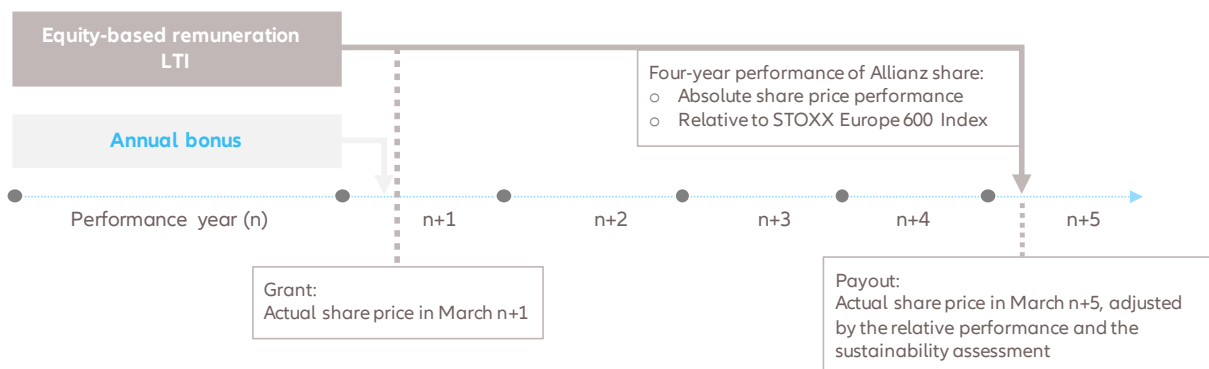 Equity-based remuneration
LTI
Four-year performance of Allianz share:
o Absolute share price performance
o Relative to STOXX Europe 600 Index
Annual bonus
Performance year (n)
n+1
n+2
n+3
n+4
n+5
Grant:
Actual share price in March n+1
Payout:
Actual share price in March n+5, adjusted
by the relative performance and the
sustainability assessment